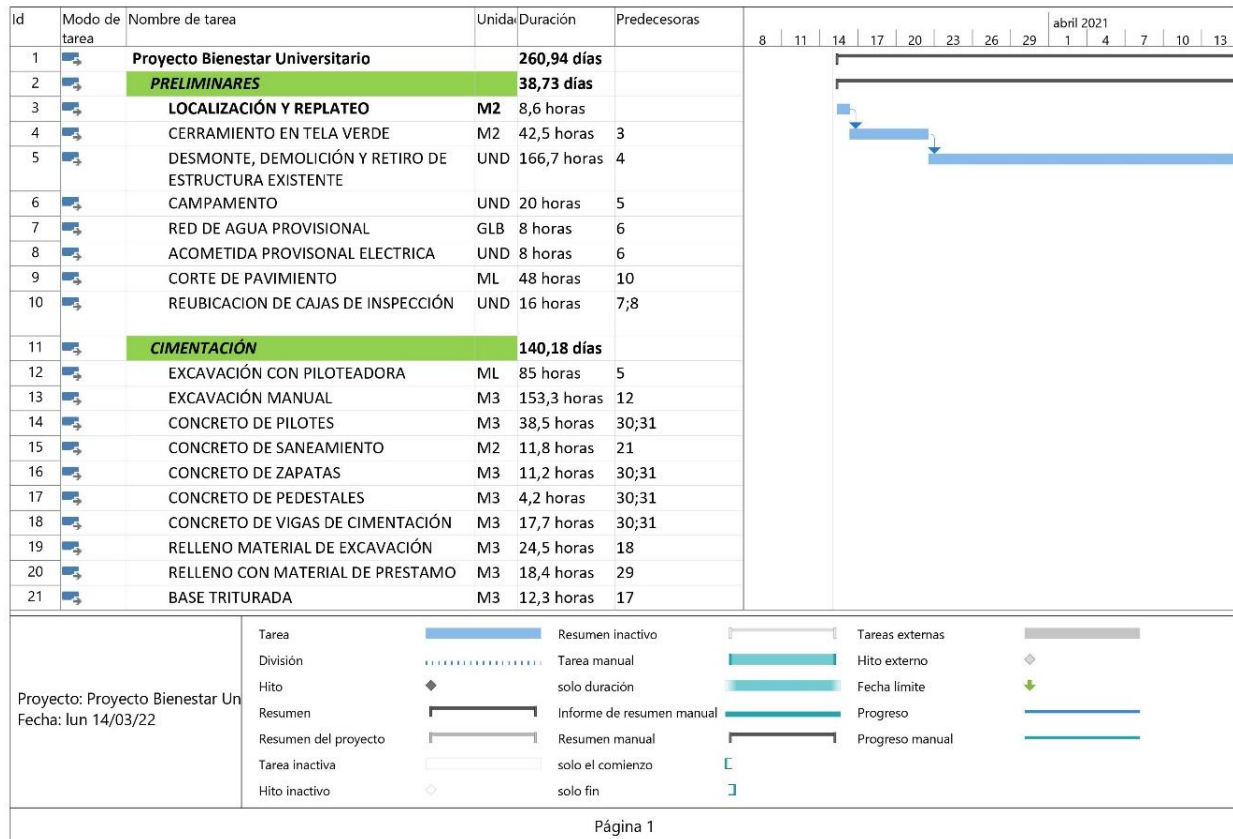 Id Modo de tarea Nombre de tarea Unida Duración Predecesoras
abril 2021
8 11 14 17 20 23 26 29 1 4 7 10 13
1 Proyecto Bienestar Universitario 260,94 días
2 PRELIMINARES 38,73 días
3 LOCALIZACIÓN Y REPLATEO M2 8,6 horas
4 CERRAMIENTO EN TELA VERDE M2 42,5 horas 3
5 DESMONTE, DEMOLICIÓN Y RETIRO DE UND 166,7 horas 4
ESTRUCTURA EXISTENTE
6 CAMPAMENTO UND 20 horas 5
7 RED DE AGUA PROVISIONAL GLB 8 horas 6
8 ACOMETIDA PROVISONAL ELECTRICA UND 8 horas 6
9 CORTE DE PAVIMIENTO ML 48 horas 10
10 REUBICACION DE CAJAS DE INSPECCIÓN UND 16 horas 7;8
11 CIMENTACIÓN 140,18 días
12 EXCAVACIÓN CON PILOTEADORA ML 85 horas 5
13 EXCAVACIÓN MANUAL M3 153,3 horas 12
14 CONCRETO DE PILOTES M3 38,5 horas 30;31
15 CONCRETO DE SANEAMIENTO M2 11,8 horas 21
16 CONCRETO DE ZAPATAS M3 11,2 horas 30;31
17 CONCRETO DE PEDESTALES M3 4,2 horas 30;31
18 CONCRETO DE VIGAS DE CIMENTACIÓN M3 17,7 horas 30;31
19 RELLENO MATERIAL DE EXCAVACIÓN M3 24,5 horas 18
20 RELLENO CON MATERIAL DE PRESTAMO M3 18,4 horas 29
21 BASE TRITURADA M3 12,3 horas 17
Proyecto: Proyecto Bienestar Un
Fecha: lun 14/03/22
Tarea Resumen inactivo Tareas externas
División Tarea manual Hito externo
Hito solo duración Fecha límite
Resumen Informe de resumen manual Progreso
Resumen del proyecto Resumen manual Progreso manual
Tarea inactiva solo el comienzo
Hito inactivo solo fin
Página 1